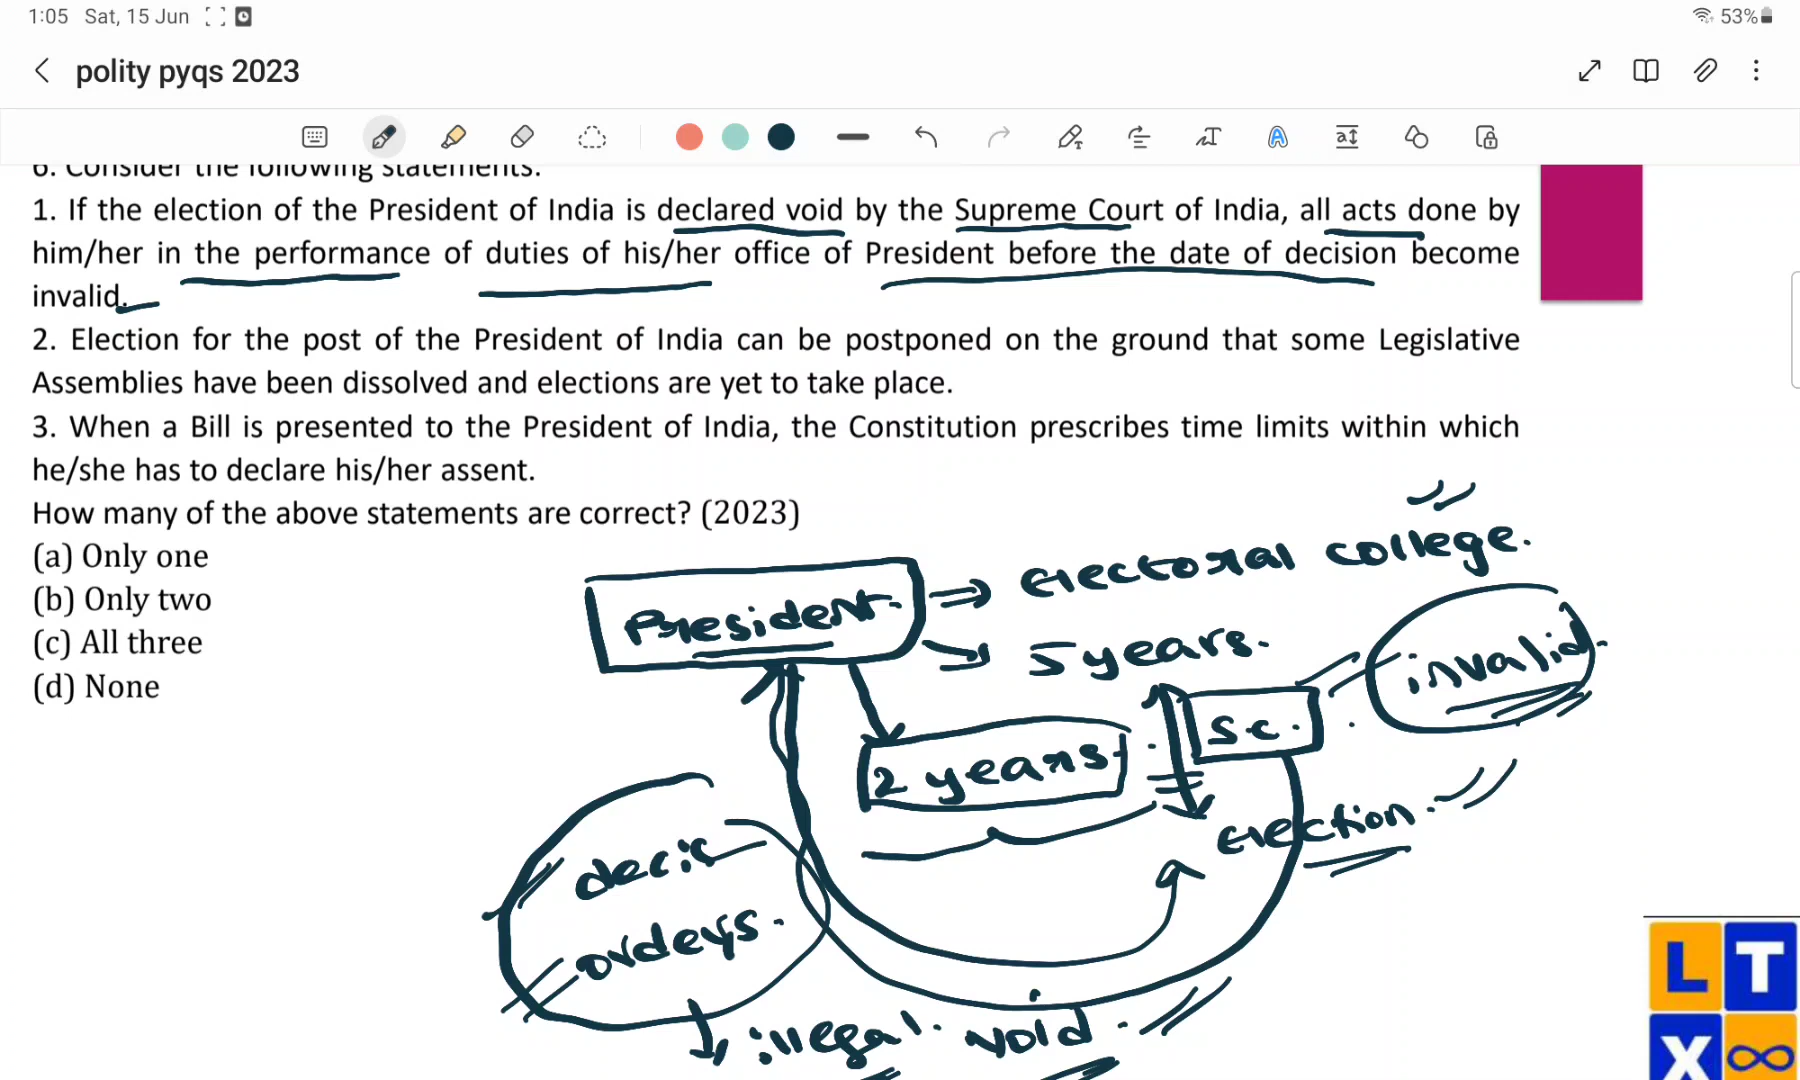 1:05 Sat, 15 Jun
53%
polity pyqs 2023
6. Consider the following statements.
1. If the election of the President of India is declared void by the Supreme Court of India, all acts done by
him/her in the performance of duties of his/her office of President before the date of decision become
invalid.
2. Election for the post of the President of India can be postponed on the ground that some Legislative
Assemblies have been dissolved and elections are yet to take place.
3. When a Bill is presented to the President of India, the Constitution prescribes time limits within which
he/she has to declare his/her assent.
How many of the above statements are correct? (2023)
(a) Only one
(b) Only two
(c) All three
(d) None
President.
Electoral college.
5 years.
invalid.
S.C.
2 years.
Election.
decis
orders.
illegal. void.
L T
X ∞